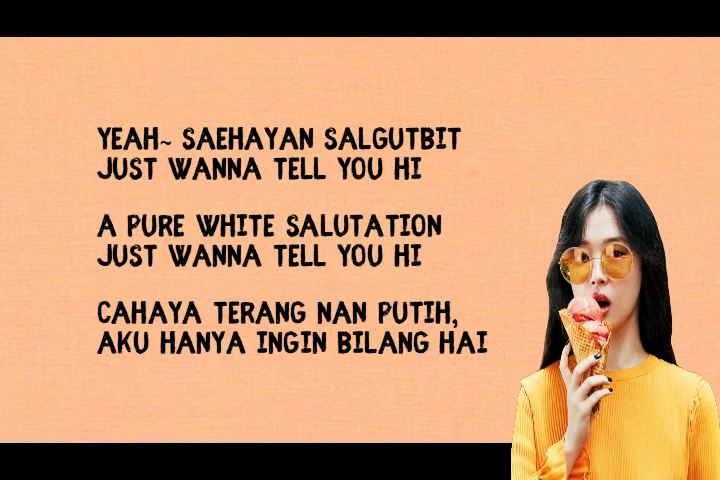 YEAH~ SAEHAYAN SALGUTBIT
JUST WANNA TELL YOU HI
A PURE WHITE SALUTATION
JUST WANNA TELL YOU HI
CAHAYA TERANG NAN PUTIH,
AKU HANYA INGIN BILANG HAI